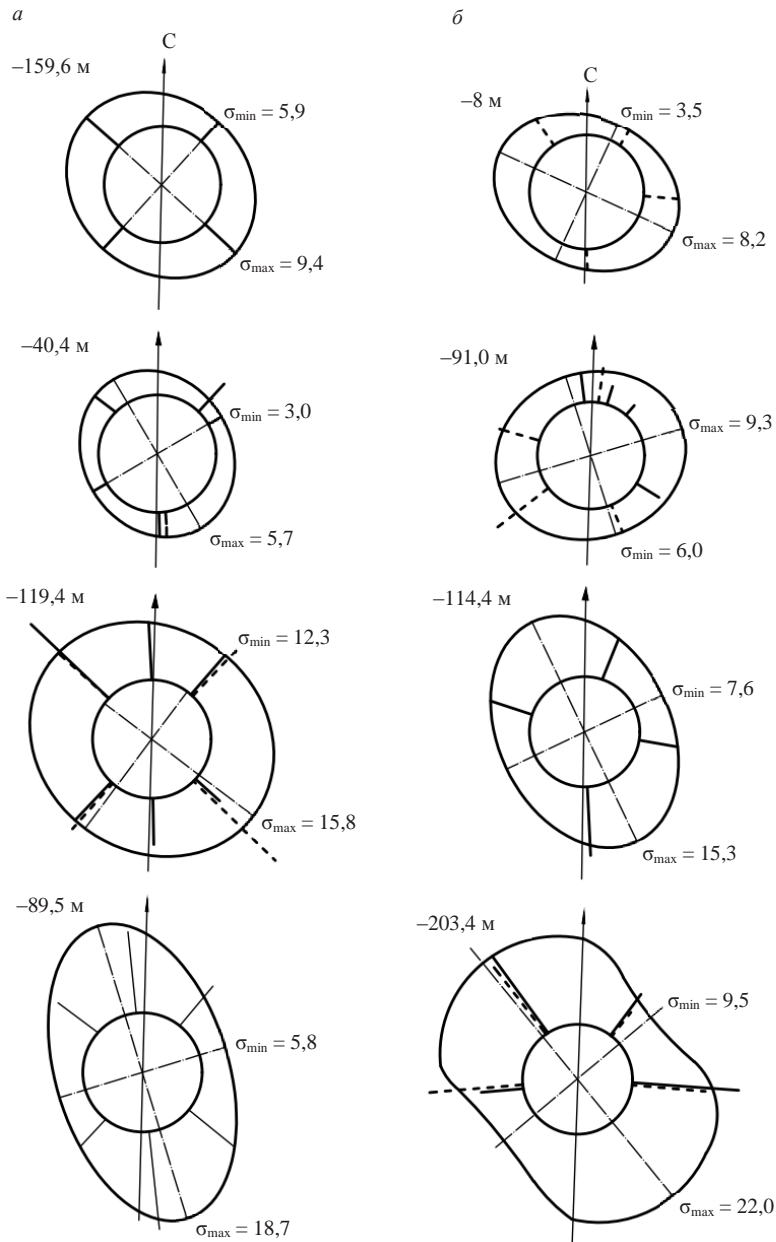 а
С
−159,6 м
σmin = 5,9
σmax = 9,4
−40,4 м
σmin = 3,0
σmax = 5,7
−119,4 м
σmin = 12,3
σmax = 15,8
−89,5 м
σmin = 5,8
σmax = 18,7
б
С
−8 м
σmin = 3,5
σmax = 8,2
−91,0 м
σmax = 9,3
σmin = 6,0
−114,4 м
σmin = 7,6
σmax = 15,3
−203,4 м
σmin = 9,5
σmax = 22,0